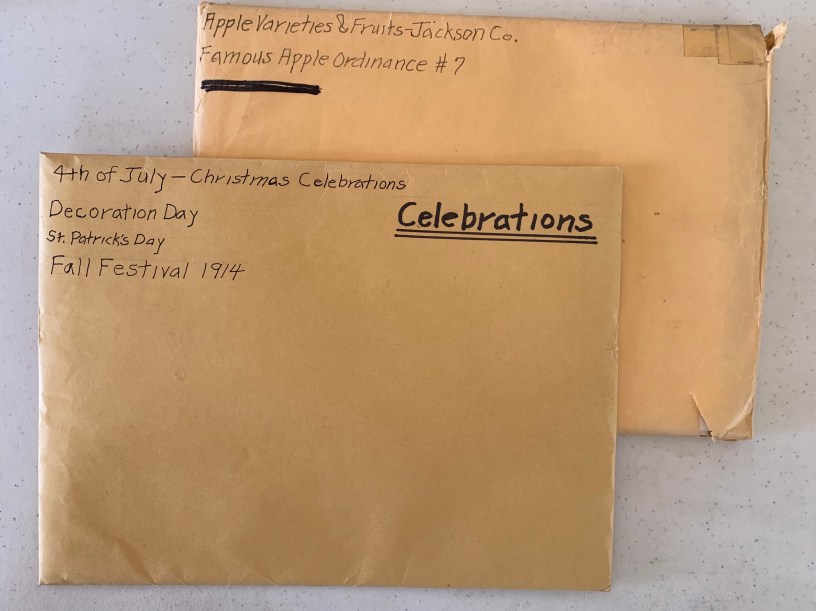 Apple Varieties & Fruits-Jackson Co.
Famous Apple Ordinance # 7
4th of July - Christmas Celebrations
Decoration Day
St. Patrick's Day
Fall Festival 1914
Celebrations